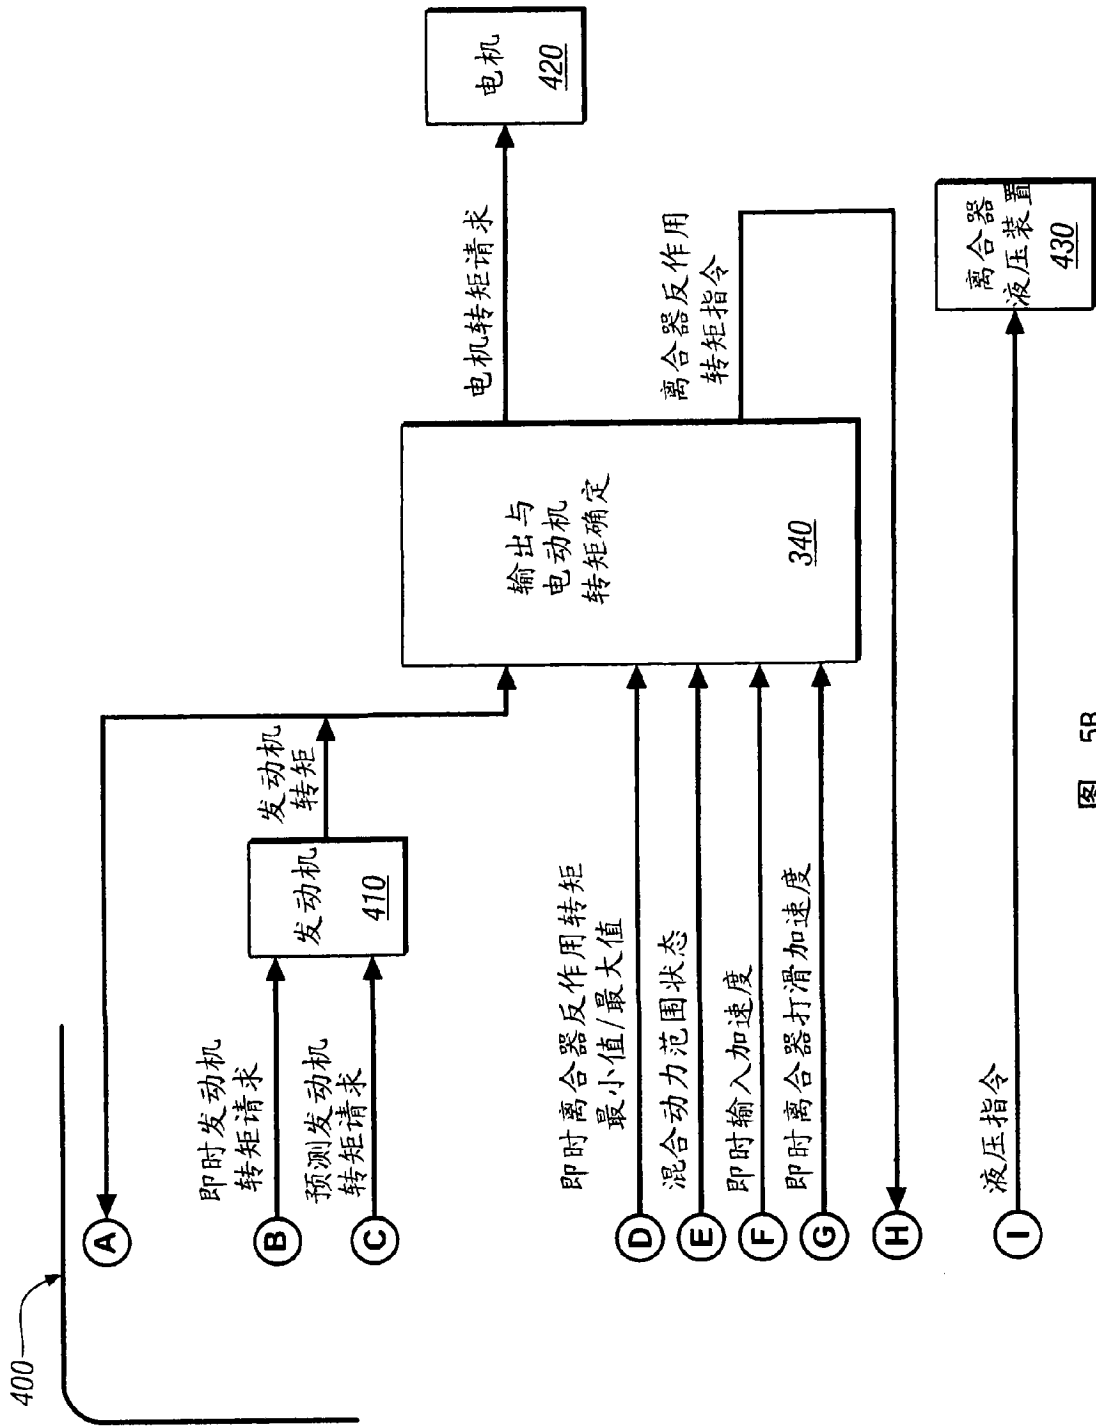 400
A
B
C
即时发动机
转矩请求
预测发动机
转矩请求
发动机
410
发动机
转矩
D
E
F
G
H
I
即时离合器反作用转矩
最小值/最大值
混合动力范围状态
即时输入加速度
即时离合器打滑加速度
液压指令
输出与
电动机
转矩确定
340
电机转矩请求
离合器反作用
转矩指令
电机
420
离合器
液压装置
430
图 5B